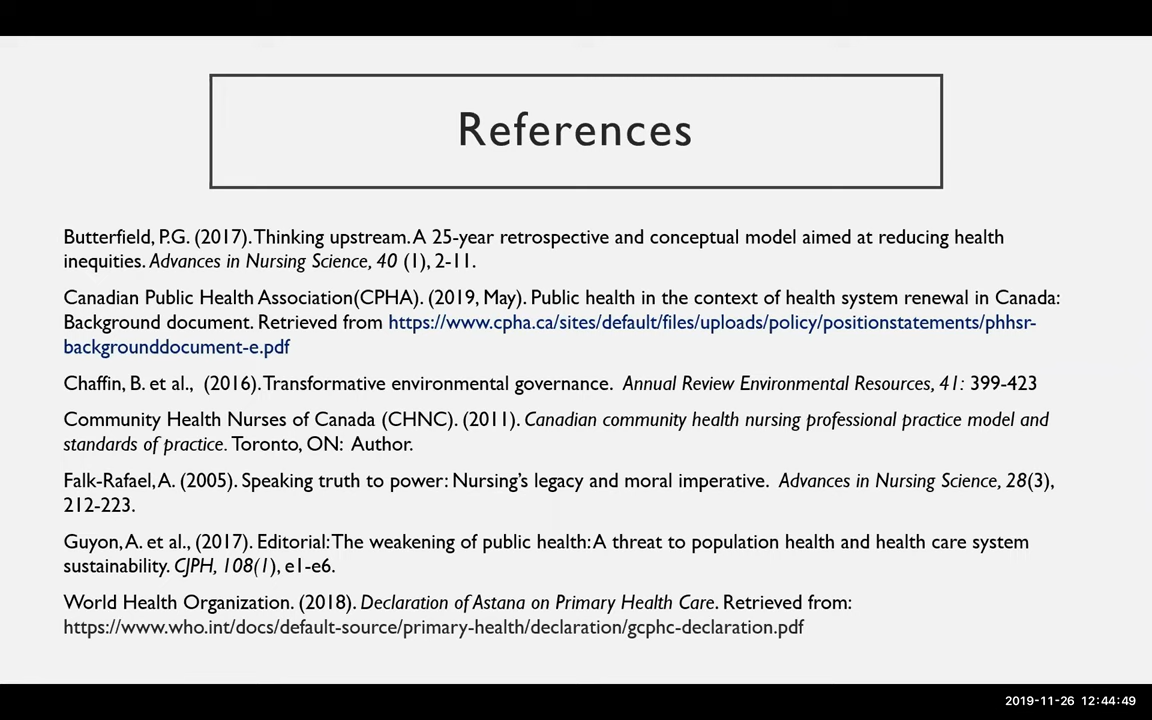 References
Butterfield, P.G. (2017). Thinking upstream. A 25-year retrospective and conceptual model aimed at reducing health
inequities. Advances in Nursing Science, 40 (1), 2-11.
Canadian Public Health Association(CPHA). (2019, May). Public health in the context of health system renewal in Canada:
Background document. Retrieved from https://www.cpha.ca/sites/default/files/uploads/policy/positionstatements/phhsr-
backgrounddocument-e.pdf
Chaffin, B. et al., (2016). Transformative environmental governance. Annual Review Environmental Resources, 41: 399-423
Community Health Nurses of Canada (CHNC). (2011). Canadian community health nursing professional practice model and
standards of practice. Toronto, ON: Author.
Falk-Rafael, A. (2005). Speaking truth to power: Nursing's legacy and moral imperative. Advances in Nursing Science, 28(3),
212-223.
Guyon, A. et al., (2017). Editorial: The weakening of public health: A threat to population health and health care system
sustainability. CJPH, 108(1), e1-e6.
World Health Organization. (2018). Declaration of Astana on Primary Health Care. Retrieved from:
https://www.who.int/docs/default-source/primary-health/declaration/gcphc-declaration.pdf
2019-11-26 12:44:49